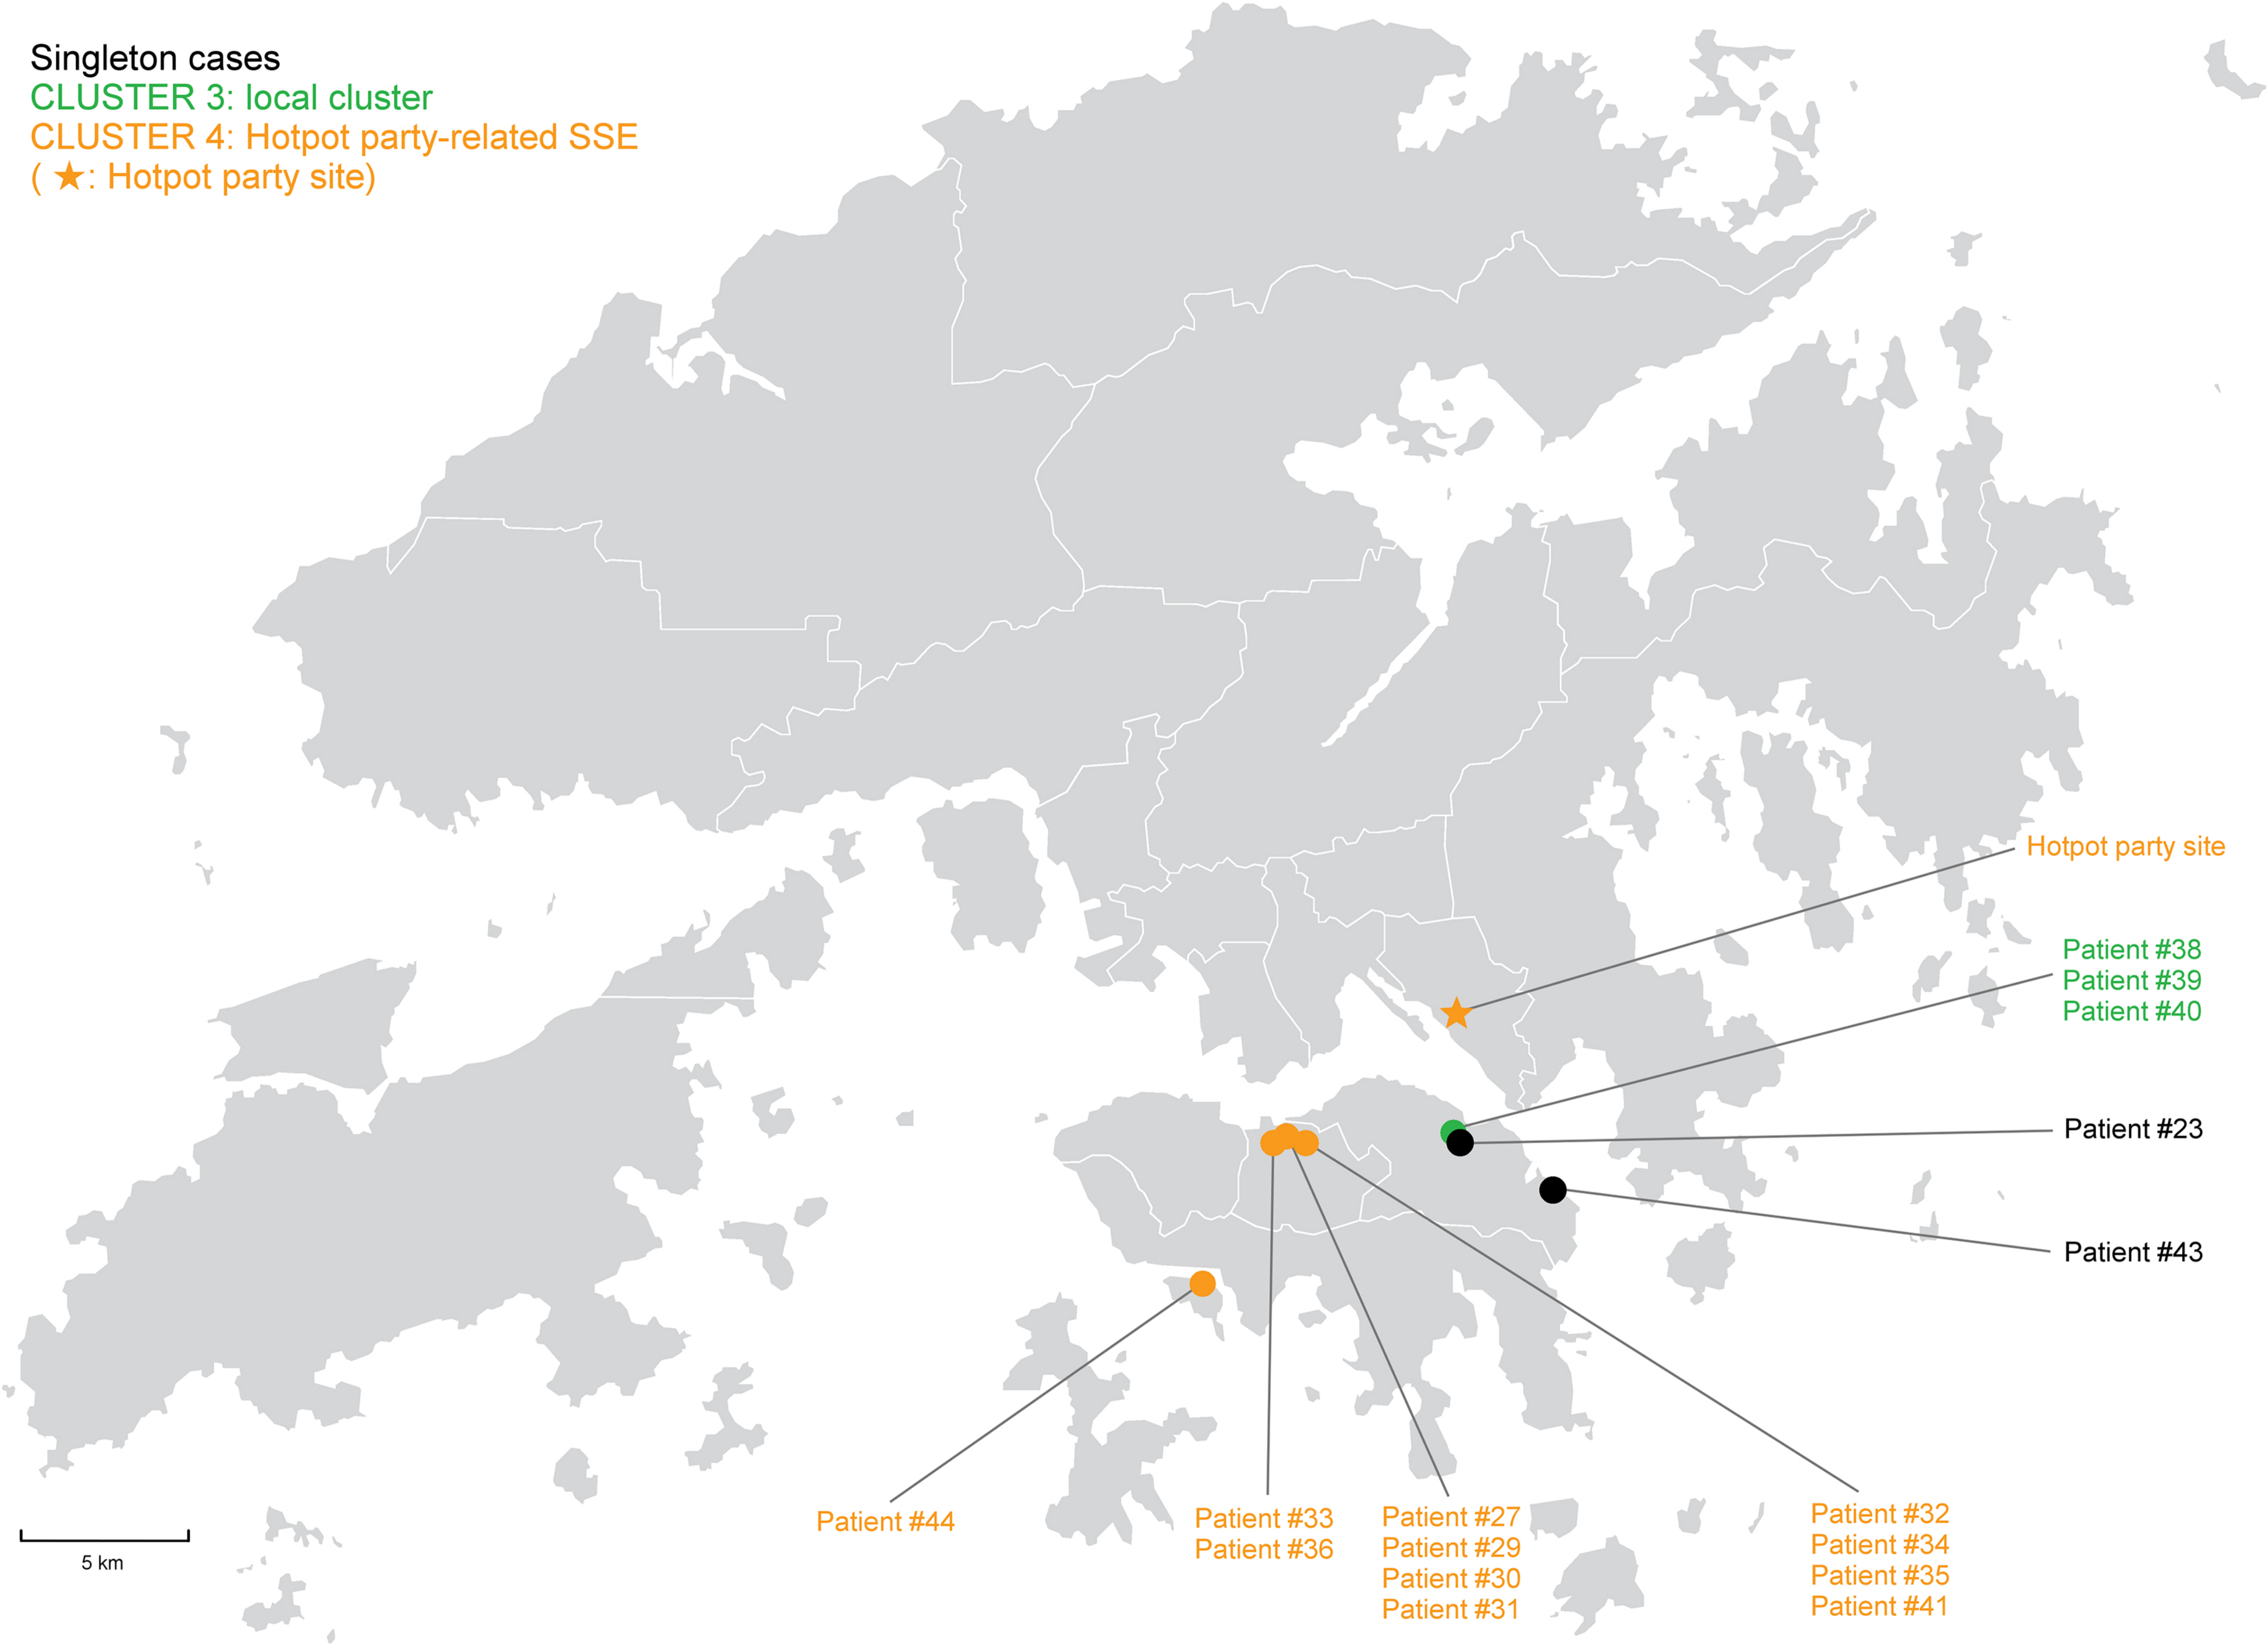 Singleton cases
CLUSTER 3: local cluster
CLUSTER 4: Hotpot party-related SSE
( ★: Hotpot party site)
Hotpot party site
Patient #38
Patient #39
Patient #40
Patient #23
Patient #43
Patient #44
Patient #33
Patient #36
Patient #27
Patient #29
Patient #30
Patient #31
Patient #32
Patient #34
Patient #35
Patient #41
5 km